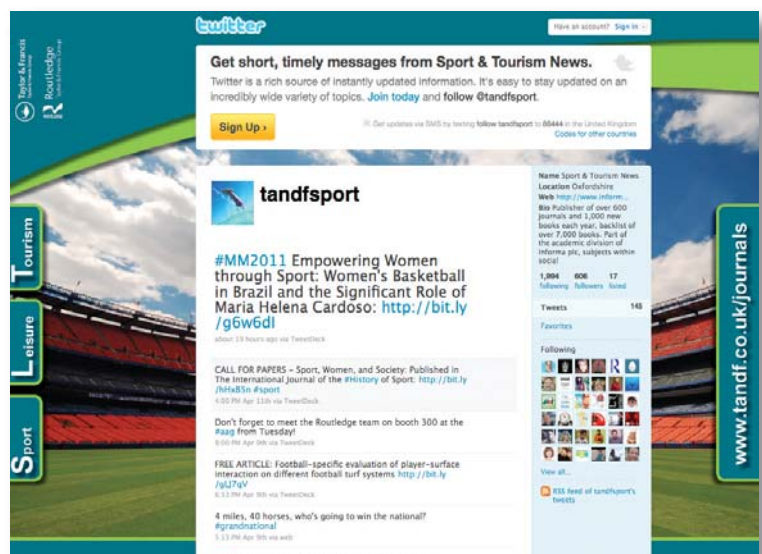 twitter
Have an account? Sign in
Taylor & Francis
Taylor & Francis Group
Routledge
Taylor & Francis Group
informa
Get short, timely messages from Sport & Tourism News.
Twitter is a rich source of instantly updated information. It's easy to stay updated on an
incredibly wide variety of topics. Join today and follow @tandfsport.
Sign Up ›
Get updates via SMS by texting follow tandfsport to 86444 in the United Kingdom
Codes for other countries
tandfsport
#MM2011 Empowering Women
through Sport: Women's Basketball
in Brazil and the Significant Role of
Maria Helena Cardoso: http://bit.ly
/g6w6dl
about 15 hours ago via TweetDeck
CALL FOR PAPERS – Sport, Women, and Society: Published in
The International Journal of the #History of Sport: http://bit.ly
/hHxB5n #sport
4:00 PM Apr 11th via TweetDeck
Don't forget to meet the Routledge team on booth 300 at the
#aag from Tuesday!
8:00 PM Apr 9th via TweetDeck
FREE ARTICLE: Football-specific evaluation of player-surface
interaction on different football turf systems http://bit.ly
/gLJ7qV
6:13 PM Apr 9th via TweetDeck
4 miles, 40 horses, who's going to win the national?
#grandnational
5:13 PM Apr 9th via web
Name Sport & Tourism News
Location Oxfordshire
Web http://www.inform...
Bio Publisher of over 600
journals and 1,000 new
books each year, backlist of
over 7,000 books. Part of
the academic division of
Informa plc, subjects within
social
1,994 606 17
following followers listed
Tweets 143
Favorites
Following
View all...
RSS feed of tandfsport's
tweets
Tourism
Leisure
Sport
www.tandf.co.uk/journals